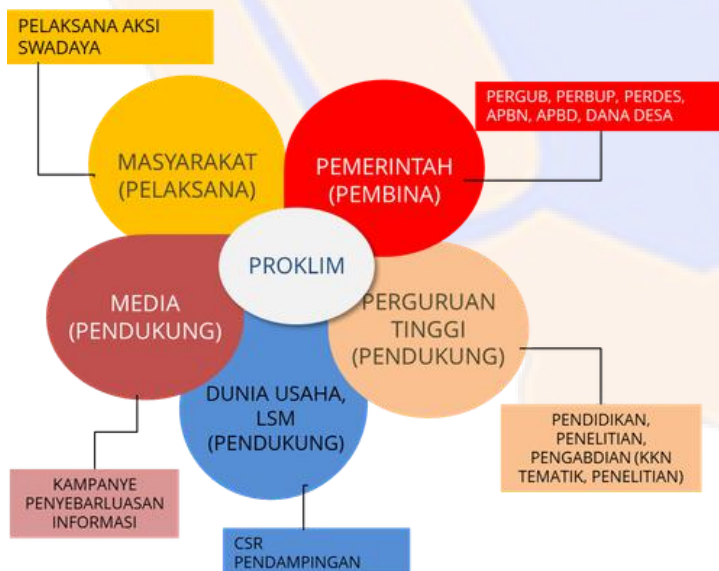 PELAKSANA AKSI
SWADAYA
PERGUB, PERBUP, PERDES,
APBN, APBD, DANA DESA
MASYARAKAT
(PELAKSANA)
PEMERINTAH
(PEMBINA)
PROKLIM
MEDIA
(PENDUKUNG)
PERGURUAN
TINGGI
(PENDUKUNG)
DUNIA USAHA,
LSM
(PENDUKUNG)
PENDIDIKAN,
PENELITIAN,
PENGABDIAN (KKN
TEMATIK, PENELITIAN)
KAMPANYE
PENYEBARLUASAN
INFORMASI
CSR
PENDAMPINGAN